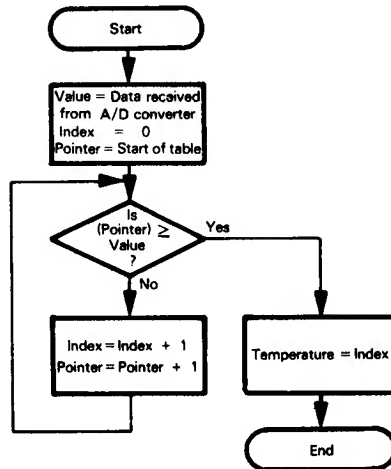 Start
Value = Data received
from A/D converter
Index = 0
Pointer = Start of table
Is
(Pointer) ≥
Value
?
Yes
No
Index = Index + 1
Pointer = Pointer + 1
Temperature = Index
End